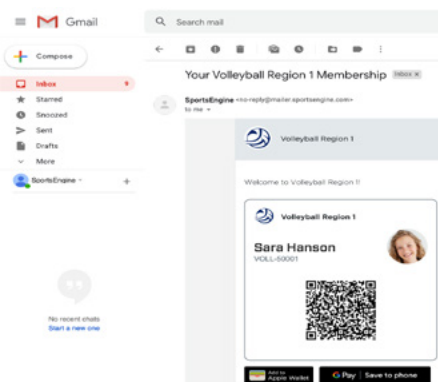 Gmail
Search mail
Compose
Inbox
Starred
Snoozed
Sent
Drafts
More
SportsEngine
No recent chats
Start a new one
Your Volleyball Region 1 Membership Inbox x
SportsEngine <no-reply@mailer.sportsengine.com>
to me
Volleyball Region 1
Welcome to Volleyball Region 1!
Volleyball Region 1
Sara Hanson
VOLL-59001
Add to
Apple Wallet
G Pay | Save to phone